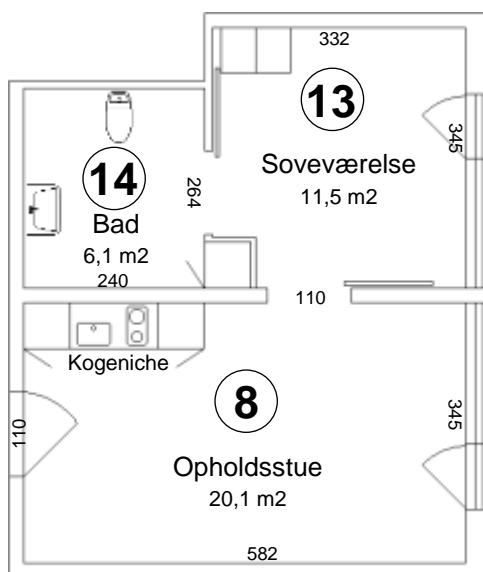 332
13
345
Soveværelse
11,5 m2
14
264
Bad
6,1 m2
240
110
Kogeniche
8
345
110
Opholdsstue
20,1 m2
582